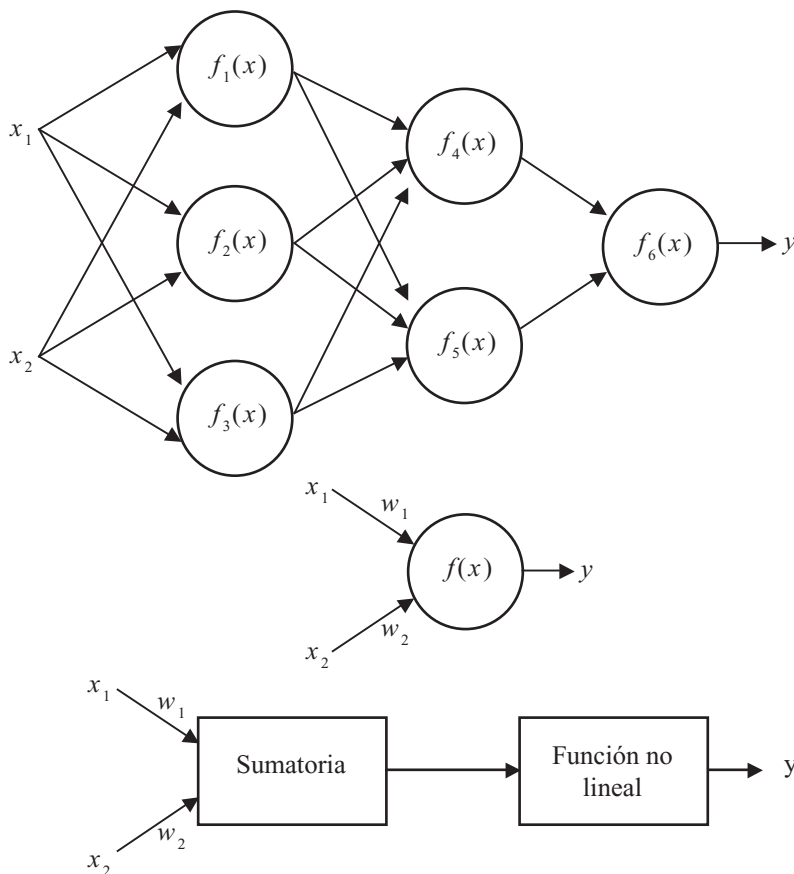 f₁(x)
x₁
f₄(x)
f₂(x)
f₆(x)
y
x₂
f₅(x)
f₃(x)
x₁
w₁
f(x)
y
w₂
x₂
x₁
w₁
Sumatoria
Función no
lineal
y
w₂
x₂